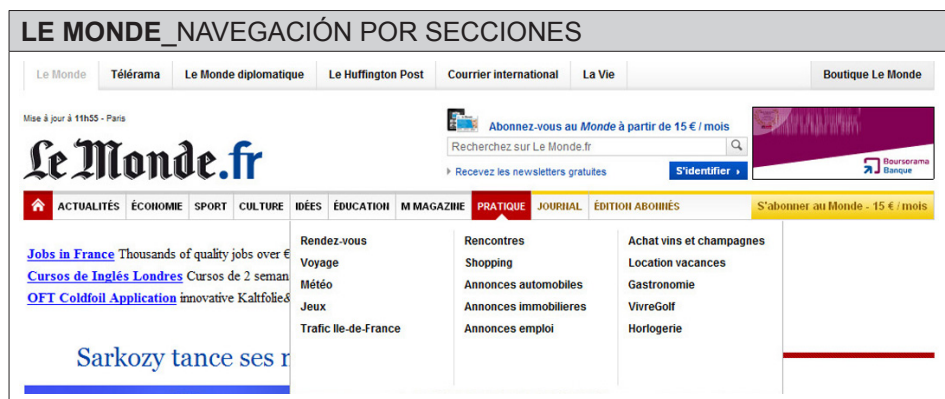 LE MONDE_NAVEGACIÓN POR SECCIONES
Le Monde Télérama Le Monde diplomatique Le Huffington Post Courrier international La Vie Boutique Le Monde
Mise à jour à 11h55 - Paris
Abonnez-vous au Monde à partir de 15 € / mois
Le Monde.fr
Recherchez sur Le Monde.fr
Recevez les newsletters gratuites S'identifier
Boursorama
Banque
ACTUALITÉS ÉCONOMIE SPORT CULTURE IDÉES ÉDUCATION M MAGAZINE PRATIQUE JOURNAL ÉDITION ABONNÉS S'abonner au Monde - 15 € / mois
Jobs in France Thousands of quality jobs over €
Cursos de Inglés Londres Cursos de 2 seman
OFT Coldfoil Application innovative Kaltfolie&
Rendez-vous
Voyage
Météo
Jeux
Trafic Ile-de-France
Rencontres
Shopping
Annonces automobiles
Annonces immobilieres
Annonces emploi
Achat vins et champagnes
Location vacances
Gastronomie
VivreGolf
Horlogerie
Sarkozy tance ses r